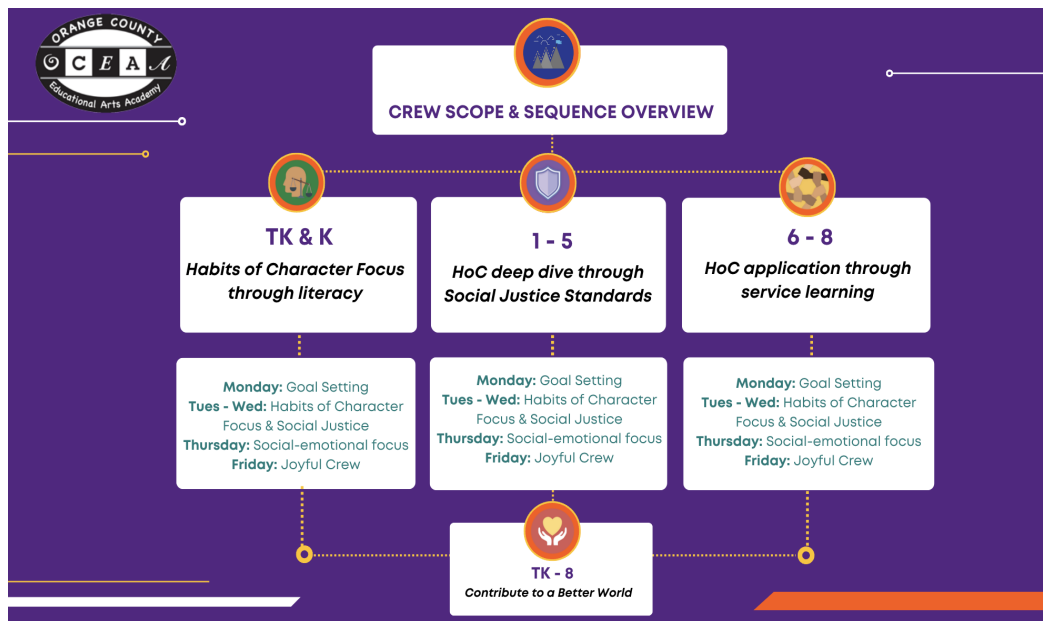 ORANGE COUNTY
OCEAA
Educational Arts Academy
CREW SCOPE & SEQUENCE OVERVIEW
TK & K
Habits of Character Focus
through literacy
1 - 5
HoC deep dive through
Social Justice Standards
6 - 8
HoC application through
service learning
Monday: Goal Setting
Tues - Wed: Habits of Character
Focus & Social Justice
Thursday: Social-emotional focus
Friday: Joyful Crew
Monday: Goal Setting
Tues - Wed: Habits of Character
Focus & Social Justice
Thursday: Social-emotional focus
Friday: Joyful Crew
Monday: Goal Setting
Tues - Wed: Habits of Character
Focus & Social Justice
Thursday: Social-emotional focus
Friday: Joyful Crew
TK - 8
Contribute to a Better World